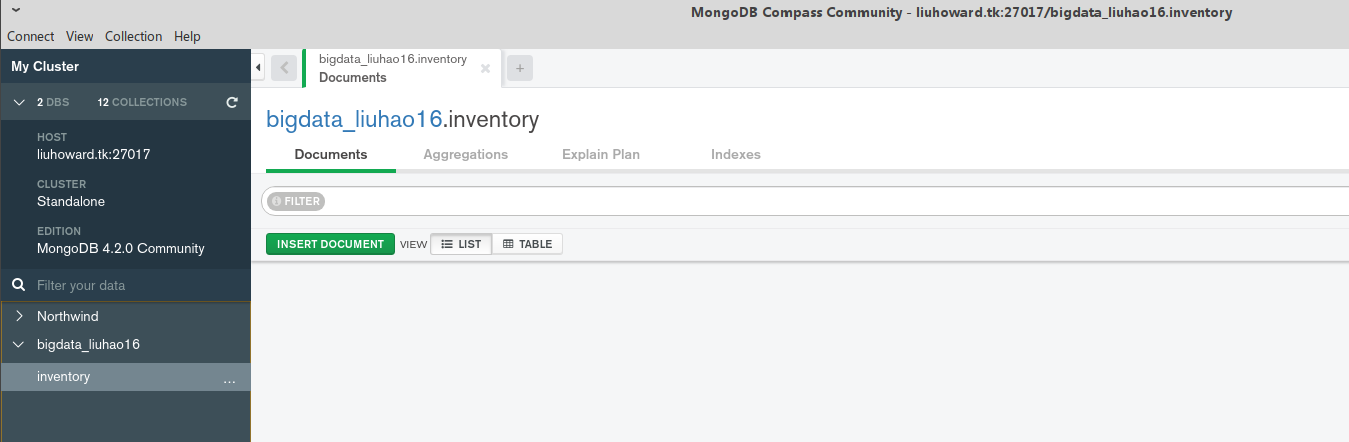 MongoDB Compass Community - liuhoward.tk:27017/bigdata_liuhao16.inventory
Connect View Collection Help
My Cluster
2 DBS 12 COLLECTIONS
HOST
liuhoward.tk:27017
CLUSTER
Standalone
EDITION
MongoDB 4.2.0 Community
Filter your data
Northwind
bigdata_liuhao16
inventory ...
bigdata_liuhao16.inventory
Documents
+
bigdata_liuhao16.inventory
Documents Aggregations Explain Plan Indexes
FILTER
INSERT DOCUMENT VIEW LIST TABLE